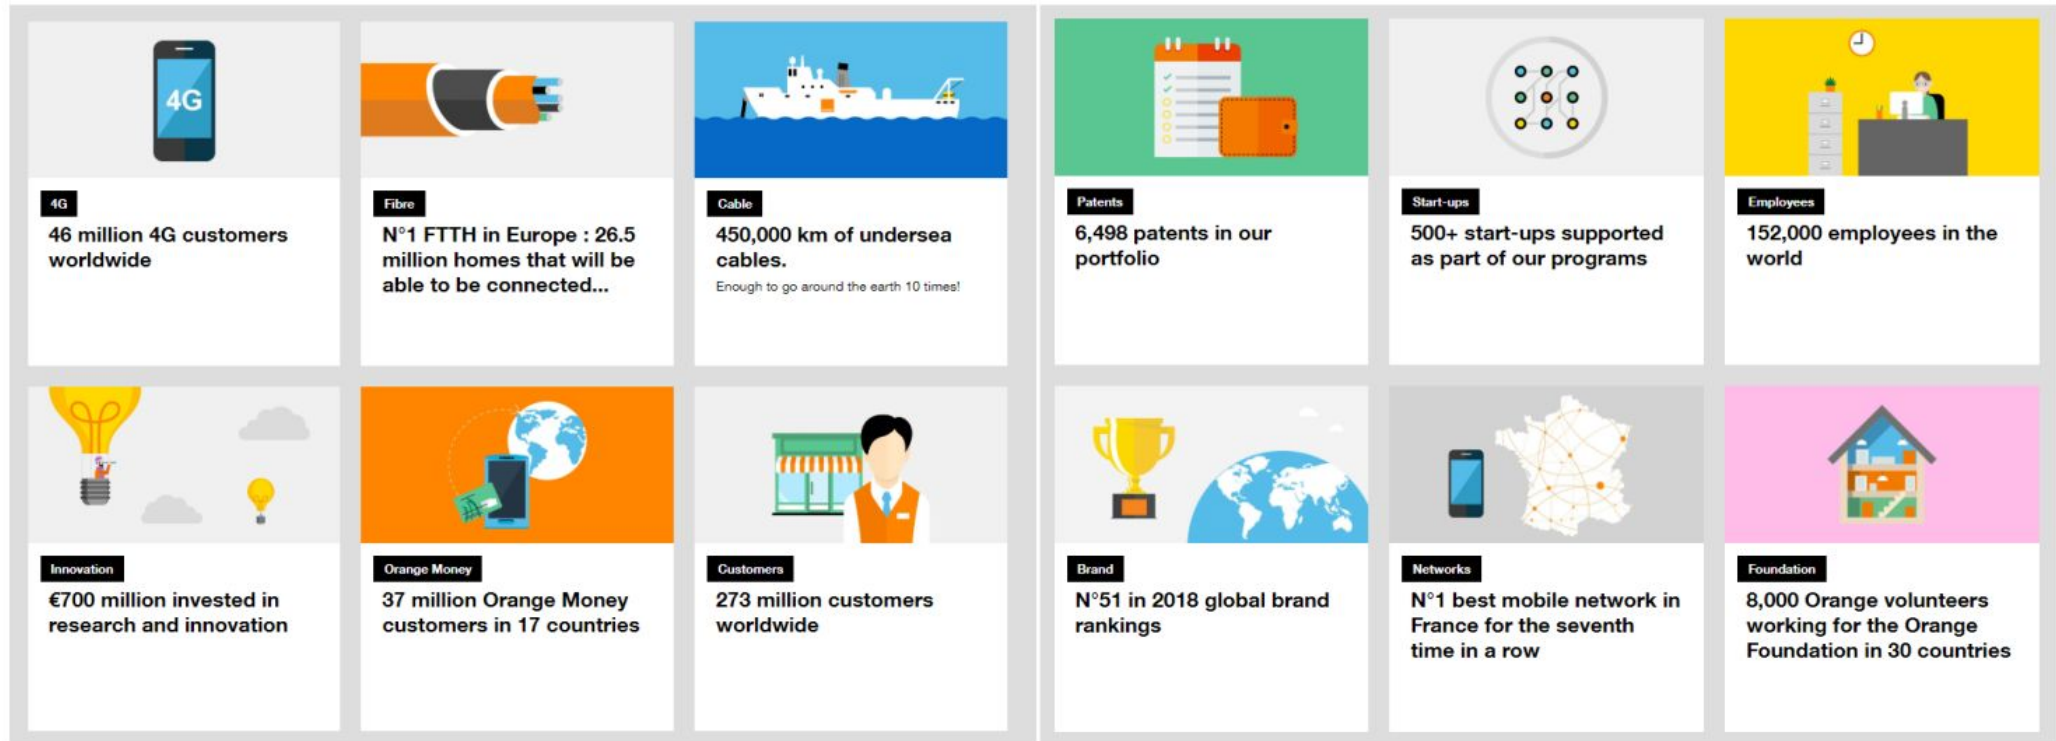 4G
4G
46 million 4G customers
worldwide
Fibre
N°1 FTTH in Europe : 26.5
million homes that will be
able to be connected...
Cable
450,000 km of undersea
cables.
Enough to go around the earth 10 times!
Patents
6,498 patents in our
portfolio
Start-ups
500+ start-ups supported
as part of our programs
Employees
152,000 employees in the
world
Innovation
€700 million invested in
research and innovation
Orange Money
37 million Orange Money
customers in 17 countries
Customers
273 million customers
worldwide
Brand
N°51 in 2018 global brand
rankings
Networks
N°1 best mobile network in
France for the seventh
time in a row
Foundation
8,000 Orange volunteers
working for the Orange
Foundation in 30 countries